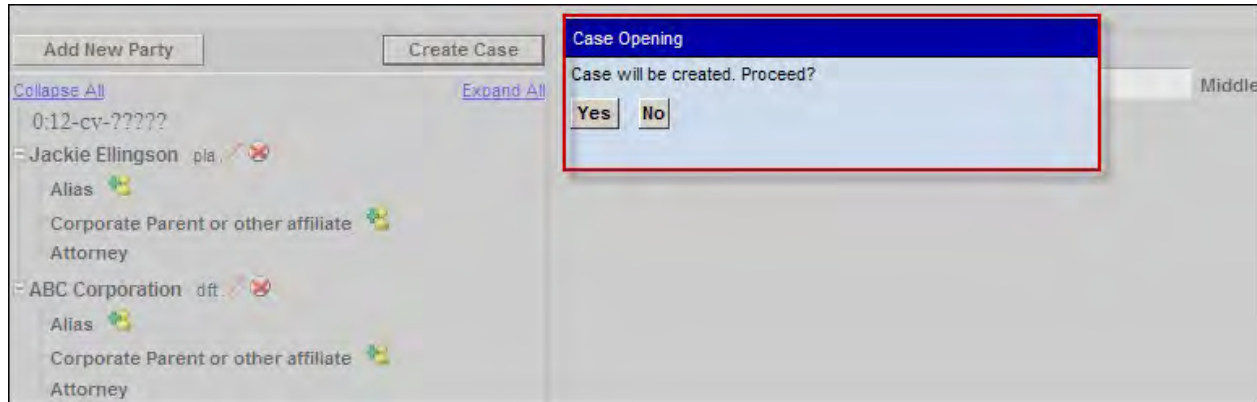 Add New Party
Create Case
Collapse All
Expand All
0:12-cv-?????
Jackie Ellingson pla
Alias
Corporate Parent or other affiliate
Attorney
ABC Corporation dft
Alias
Corporate Parent or other affiliate
Attorney
Case Opening
Case will be created. Proceed?
Yes No
Middle